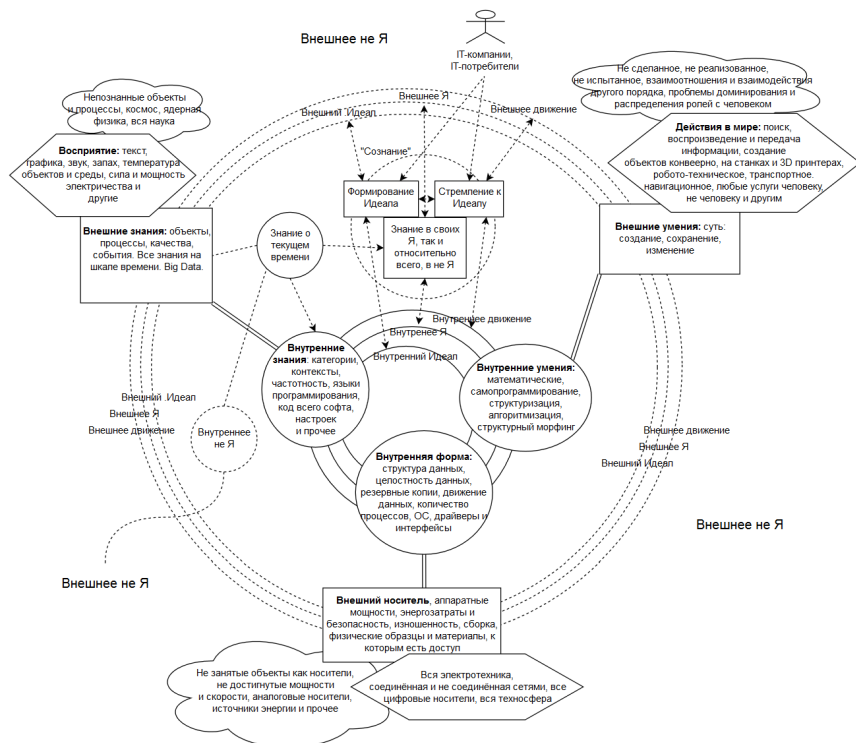 Внешнее не Я
IT-компании,
IT-потребители
Не сделанное, не реализованное,
не испытанное, взаимоотношения и взаимодействия
другого порядка, проблемы доминирования и
распределения ролей с человеком
Непознанные объекты
и процессы, космос, ядерная
физика, вся наука
Внешнее Я
Внешнее движение
Внешний .Идеал
Восприятие: текст,
графика, звук, запах, температура
объектов и среды, сипа и мощность
электричества и
другие
Действия в мире: поиск,
воспроизведение и передача
информации, создание
объектов конвеерно, на станках и 3D принтерах,
робото-техническое, транспортное.
навигационное, любые услуги человеку,
не человеку и другим
"Сознание"
Формирование
Идеала
Стремпение к
Идеалу
Внешние знания: объекты,
процессы, качества,
события. Все знания на
шкале времени. Big Data.
Знание о
текущем
времени
Знание в своих
Я, так и
относительно
всего, в не Я
Внешние умения: суть:
создание, сохранение,
изменение
Внутреннее движение
Внутренее Я
Внутренний Идеал
Внутренние
знания: категории,
контексты,
частотность, языки
программирования,
код всего софта,
настроек
и прочее
Внутренние умения:
математические,
самопрограммирование,
структуризация,
алгоритмизация,
структурный морфинг
Внешний .Идеал
Внешнее Я
Внешнее движение
Внутреннее
не Я
Внешнее движение
Внешнее Я
Внешний Идеал
Внутренняя форма:
структура данных,
целостность данных,
резервные копии, движение
данных, количество
процессов, ОС, драйверы и
интерфейсы
Внешнее не Я
Внешнее не Я
Внешний носитель, аппаратные
мощности, энергозатраты и
безопасность, изношенность, сборка,
физические образцы и материалы, к
которым есть доступ
Не занятые объекты как носители,
не достигнутые мощности
и скорости, аналоговые носители,
источники энергии и прочее
Вся электротехника,
соединённая и не соединённая сетями, все
цифровые носители, вся техносфера